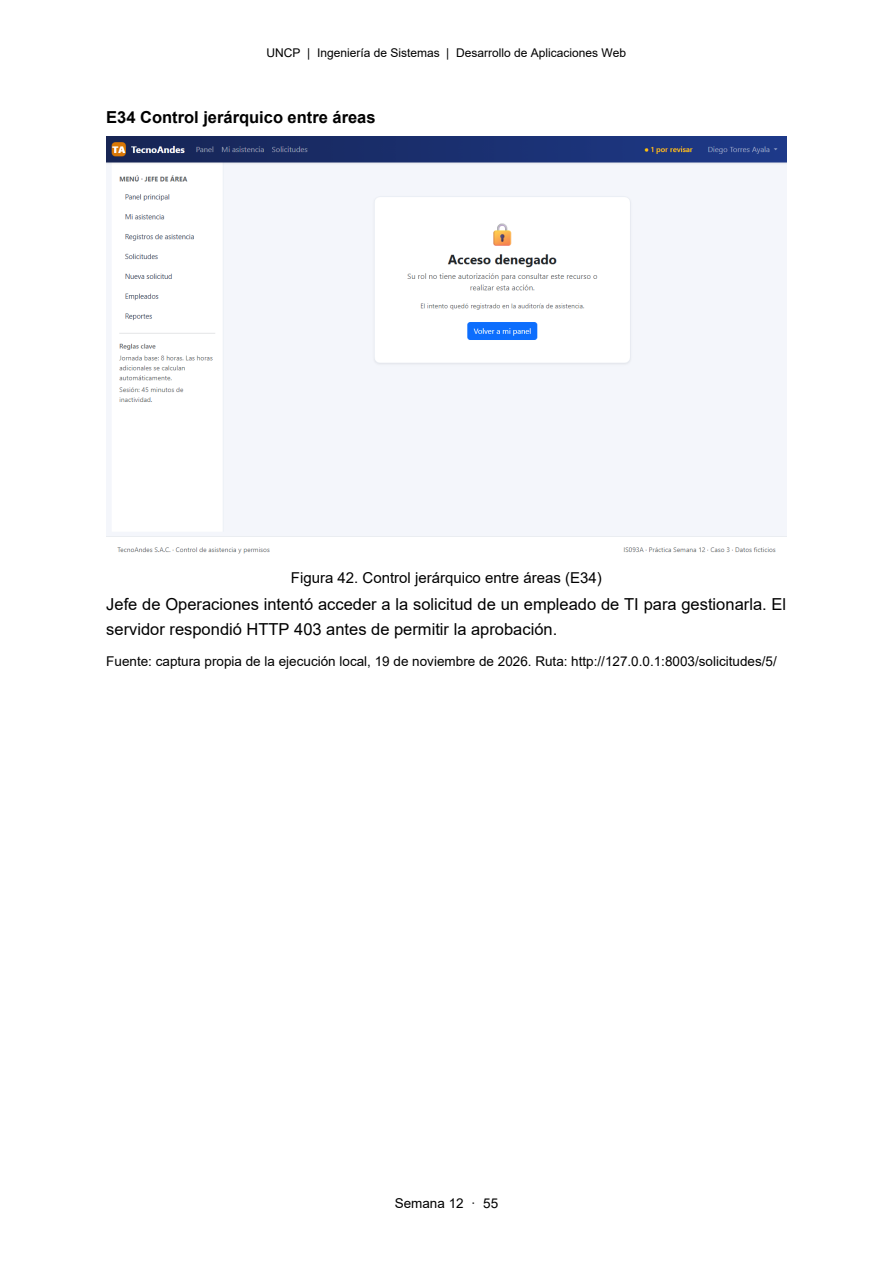 UNCP | Ingeniería de Sistemas | Desarrollo de Aplicaciones Web
E34 Control jerárquico entre áreas
TA TecnoAndes Panel Mi asistencia Solicitudes 1 por revisar Diego Torres Ayala
MENÚ · JEFE DE ÁREA
Panel principal
Mi asistencia
Registros de asistencia
Solicitudes
Nueva solicitud
Empleados
Reportes
Reglas clave
Jornada base: 8 horas. Las horas
adicionales se calculan
automáticamente.
Sesión: 45 minutos de
inactividad.
Acceso denegado
Su rol no tiene autorización para consultar este recurso o
realizar esta acción.
El intento quedó registrado en la auditoría de asistencia.
Volver a mi panel
TecnoAndes S.A.C. · Control de asistencia y permisos
IS093A · Práctica Semana 12 · Caso 3 · Datos ficticios
Figura 42. Control jerárquico entre áreas (E34)
Jefe de Operaciones intentó acceder a la solicitud de un empleado de TI para gestionarla. El
servidor respondió HTTP 403 antes de permitir la aprobación.
Fuente: captura propia de la ejecución local, 19 de noviembre de 2026. Ruta: http://127.0.0.1:8003/solicitudes/5/
Semana 12 · 55